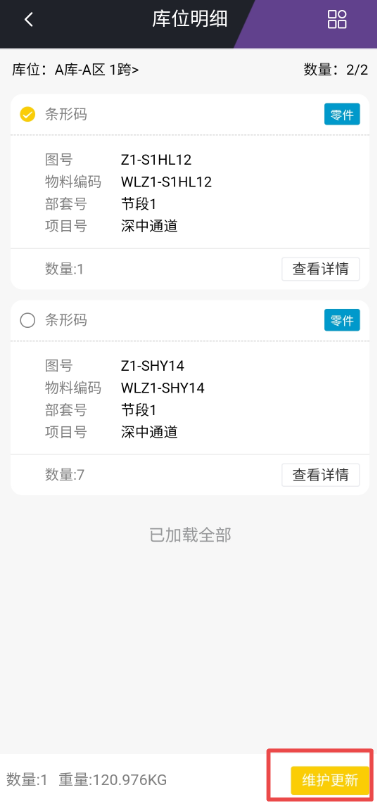 库位明细
库位：A库-A区 1跨> 数量：2/2
条形码 零件
图号 Z1-S1HL12
物料编码 WLZ1-S1HL12
部套号 节段1
项目号 深中通道
数量:1 查看详情
条形码 零件
图号 Z1-SHY14
物料编码 WLZ1-SHY14
部套号 节段1
项目号 深中通道
数量:7 查看详情
已加载全部
数量:1 重量:120.976KG 维护更新